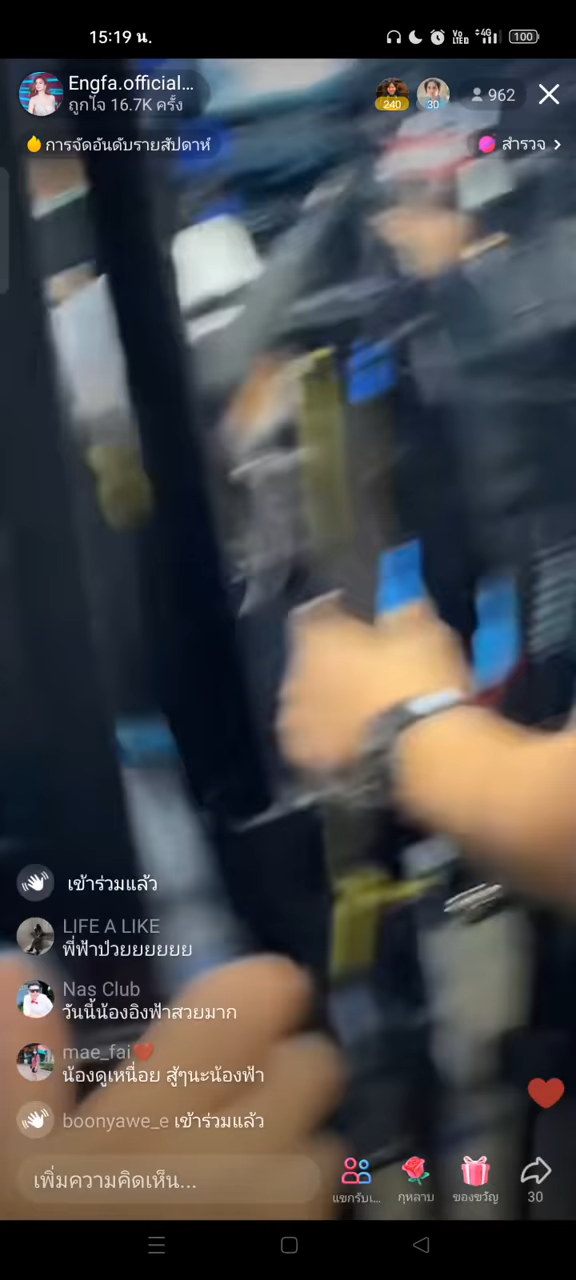 15:19 น.
Vo
LTE D
4G
100
Engfa.official...
ถูกใจ 16.7K ครั้ง
240
30
962
การจัดอันดับรายสัปดาห์
สำรวจ
เข้าร่วมแล้ว
LIFE A LIKE
พี่ฟ้าป่วยยยยยย
Nas Club
วันนี้น้องอิงฟ้าสวยมาก
mae_fai❤️
น้องดูเหนื่อย สู้ๆนะน้องฟ้า
boonyawe_e เข้าร่วมแล้ว
เพิ่มความคิดเห็น...
แขกรับเ...
กุหลาบ
ของขวัญ
30